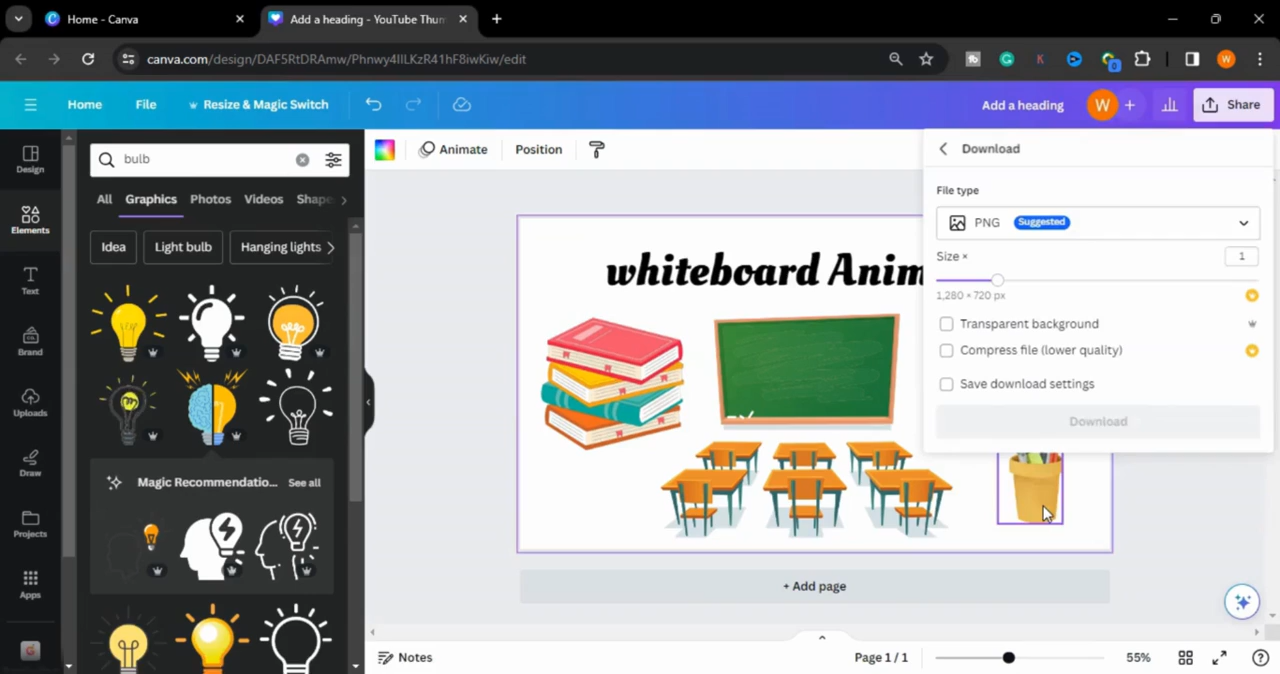 Home - Canva
Add a heading - YouTube Thun
canva.com/design/DAF5RtDRAmw/Phnwy4IlLKzR41hF8iwKiw/edit
K
0
W
Home
File
Resize & Magic Switch
Add a heading
W
Share
Design
Elements
Text
Brand
Uploads
Draw
Projects
Apps
bulb
All
Graphics
Photos
Videos
Shape
Idea
Light bulb
Hanging lights
Magic Recommendatio...
See all
Animate
Position
whiteboard Anim
+ Add page
Download
File type
PNG
Suggested
Size ×
1
1,280 × 720 px
Transparent background
Compress file (lower quality)
Save download settings
Download
Notes
Page 1 / 1
55%